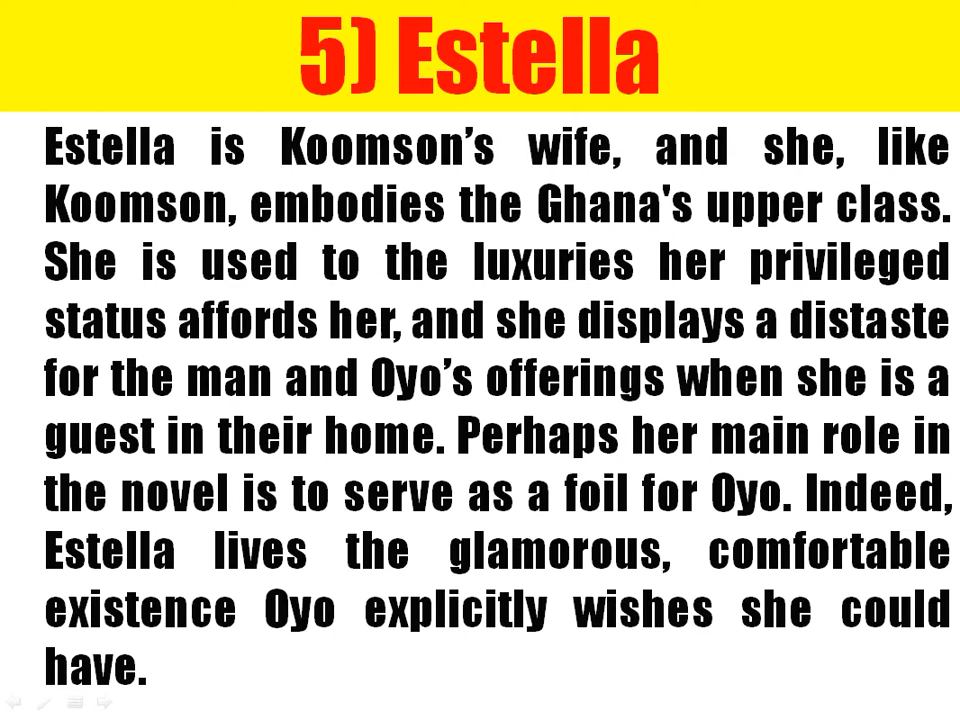 5) Estella
Estella is Koomson’s wife, and she, like
Koomson, embodies the Ghana's upper class.
She is used to the luxuries her privileged
status affords her, and she displays a distaste
for the man and Oyo’s offerings when she is a
guest in their home. Perhaps her main role in
the novel is to serve as a foil for Oyo. Indeed,
Estella lives the glamorous, comfortable
existence Oyo explicitly wishes she could
have.